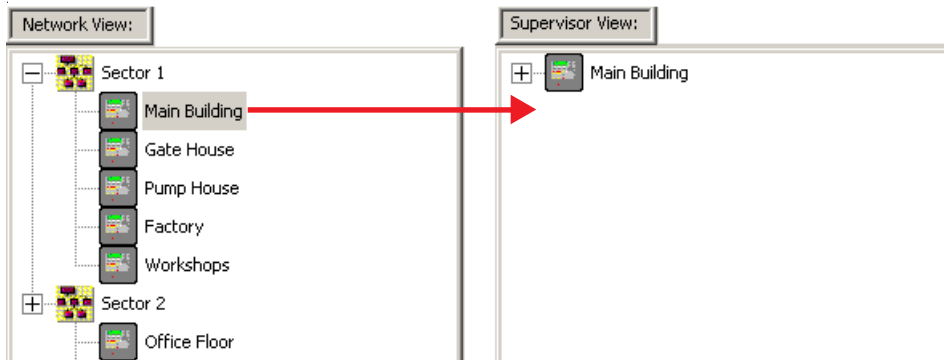 Network View:
Sector 1
Main Building
Gate House
Pump House
Factory
Workshops
Sector 2
Office Floor
Supervisor View:
Main Building